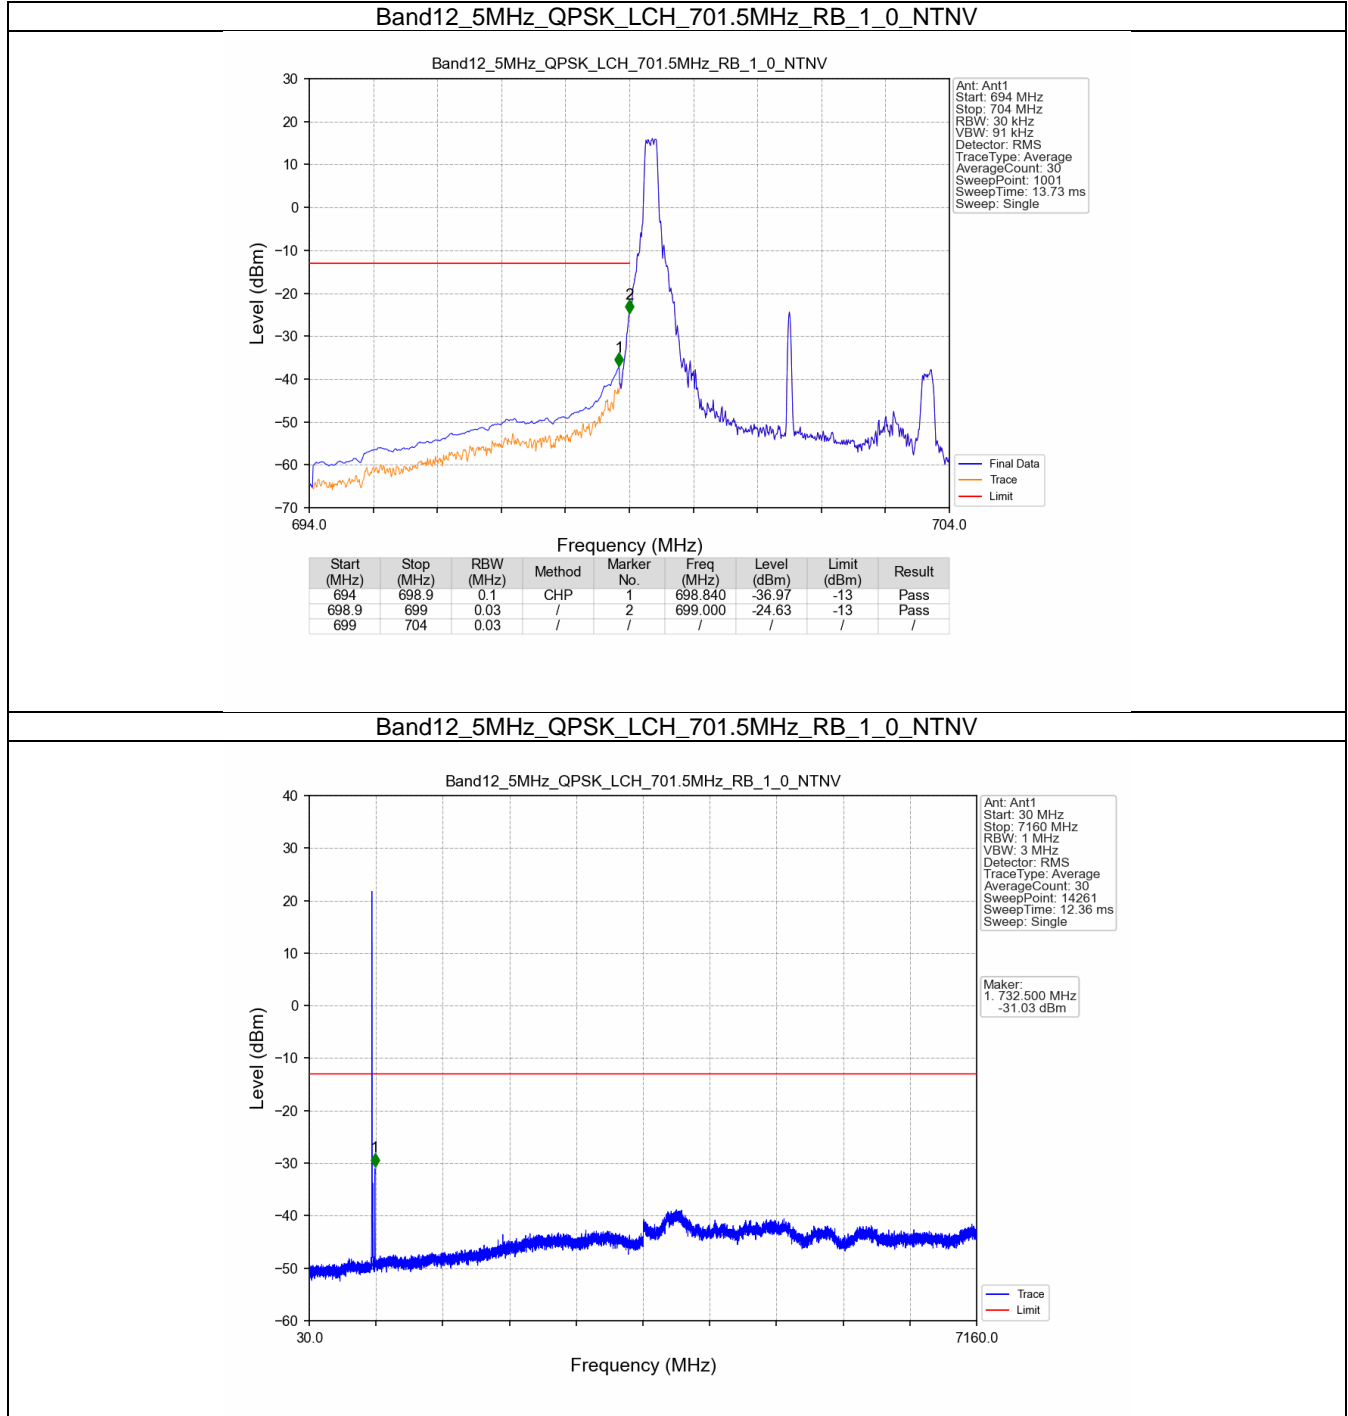 Band12_5MHz_QPSK_LCH_701.5MHz_RB_1_0_NTNV
Band12_5MHz_QPSK_LCH_701.5MHz_RB_1_0_NTNV
30
20
10
0
−10
−20
−30
−40
−50
−60
−70
Level (dBm)
2
1
694.0
704.0
Frequency (MHz)
Ant: Ant1
Start: 694 MHz
Stop: 704 MHz
RBW: 30 kHz
VBW: 91 kHz
Detector: RMS
TraceType: Average
AverageCount: 30
SweepPoint: 1001
SweepTime: 13.73 ms
Sweep: Single
Final Data
Trace
Limit
Start (MHz) Stop (MHz) RBW (MHz) Method Marker No. Freq (MHz) Level (dBm) Limit (dBm) Result
694 698.9 0.1 CHP 1 698.840 -36.97 -13 Pass
698.9 699 0.03 / 2 699.000 -24.63 -13 Pass
699 704 0.03 / / / / / /
Band12_5MHz_QPSK_LCH_701.5MHz_RB_1_0_NTNV
Band12_5MHz_QPSK_LCH_701.5MHz_RB_1_0_NTNV
40
30
20
10
0
−10
−20
−30
−40
−50
−60
Level (dBm)
1
30.0
7160.0
Frequency (MHz)
Ant: Ant1
Start: 30 MHz
Stop: 7160 MHz
RBW: 1 MHz
VBW: 3 MHz
Detector: RMS
TraceType: Average
AverageCount: 30
SweepPoint: 14261
SweepTime: 12.36 ms
Sweep: Single
Maker:
1. 732.500 MHz
-31.03 dBm
Trace
Limit